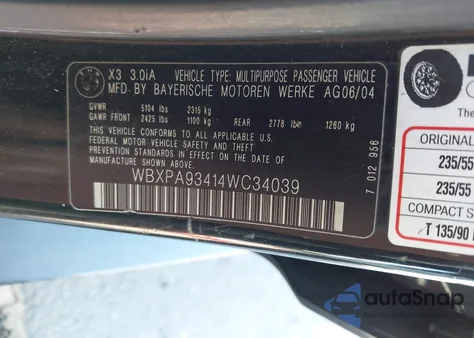 X3 3.0iA VEHICLE TYPE: MULTIPURPOSE PASSENGER VEHICLE
MFD BY BAYERISCHE MOTOREN WERKE AG06/04
GVWR 5104 lbs 2315 kg
GAWR FRONT 2425 lbs 1100 kg REAR 2778 lbs 1260 kg
THIS VEHICLE CONFORMS TO ALL APPLICABLE U.S.
FEDERAL MOTOR VEHICLE SAFETY STANDARDS IN EFFECT
ON THE DATE OF MANUFACTURE SHOWN ABOVE.
WBXPA93414WC34039
7 012 956
ORIGINAL
235/55
235/55
COMPACT S
T 135/90
autoSnap